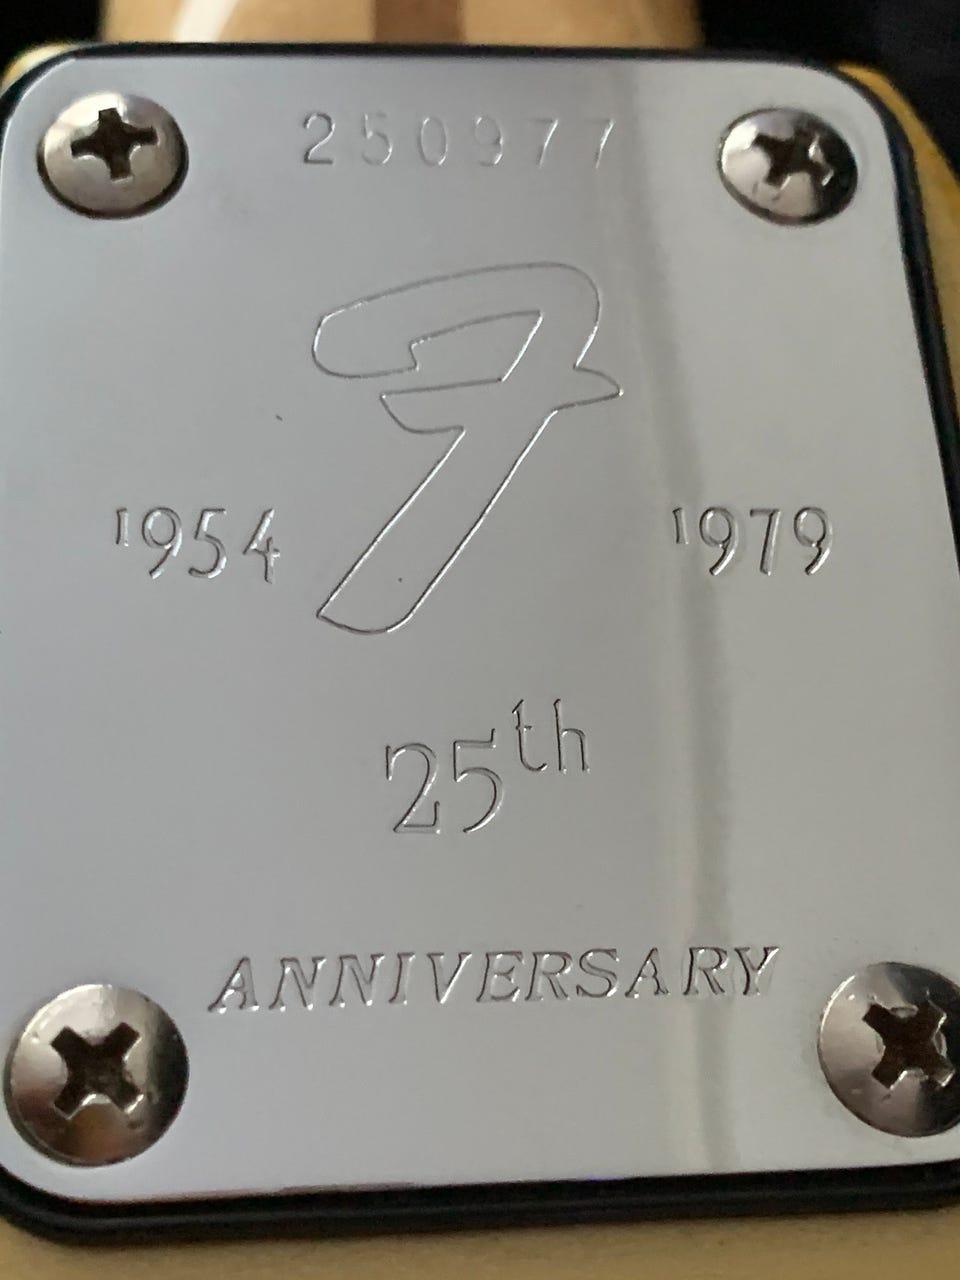 250977
F
1954 1979
25th
ANNIVERSARY